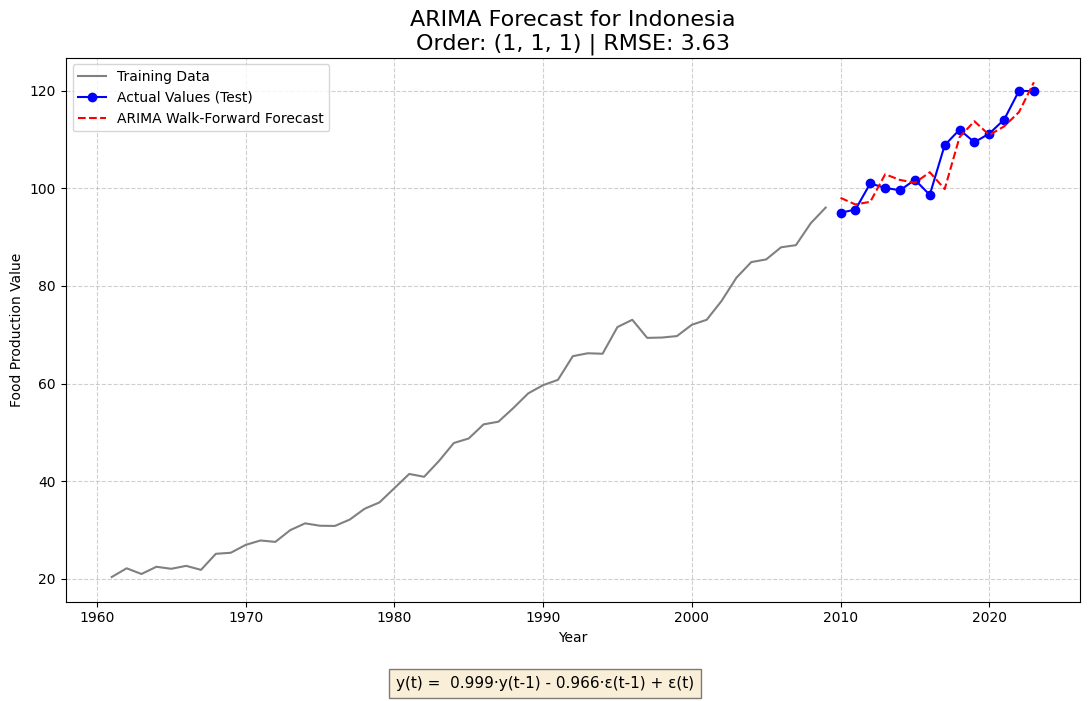 ARIMA Forecast for Indonesia
Order: (1, 1, 1) | RMSE: 3.63
Training Data
Actual Values (Test)
ARIMA Walk-Forward Forecast
120
100
80
60
40
20
Food Production Value
1960 1970 1980 1990 2000 2010 2020
Year
y(t) = 0.999·y(t-1) - 0.966·ε(t-1) + ε(t)